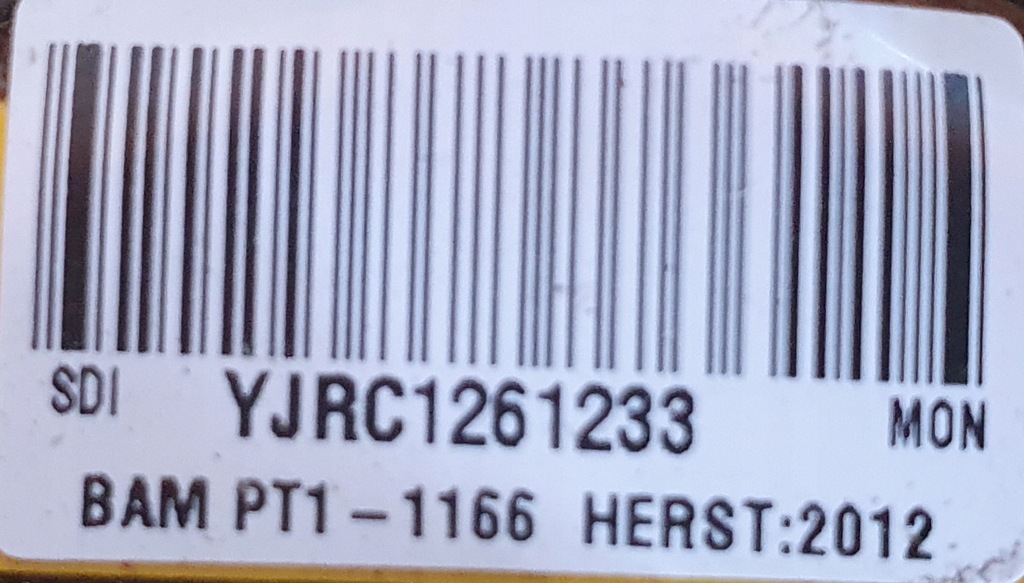 SDI YJRC1261233 MON
BAM PT1-1166 HERST:2012